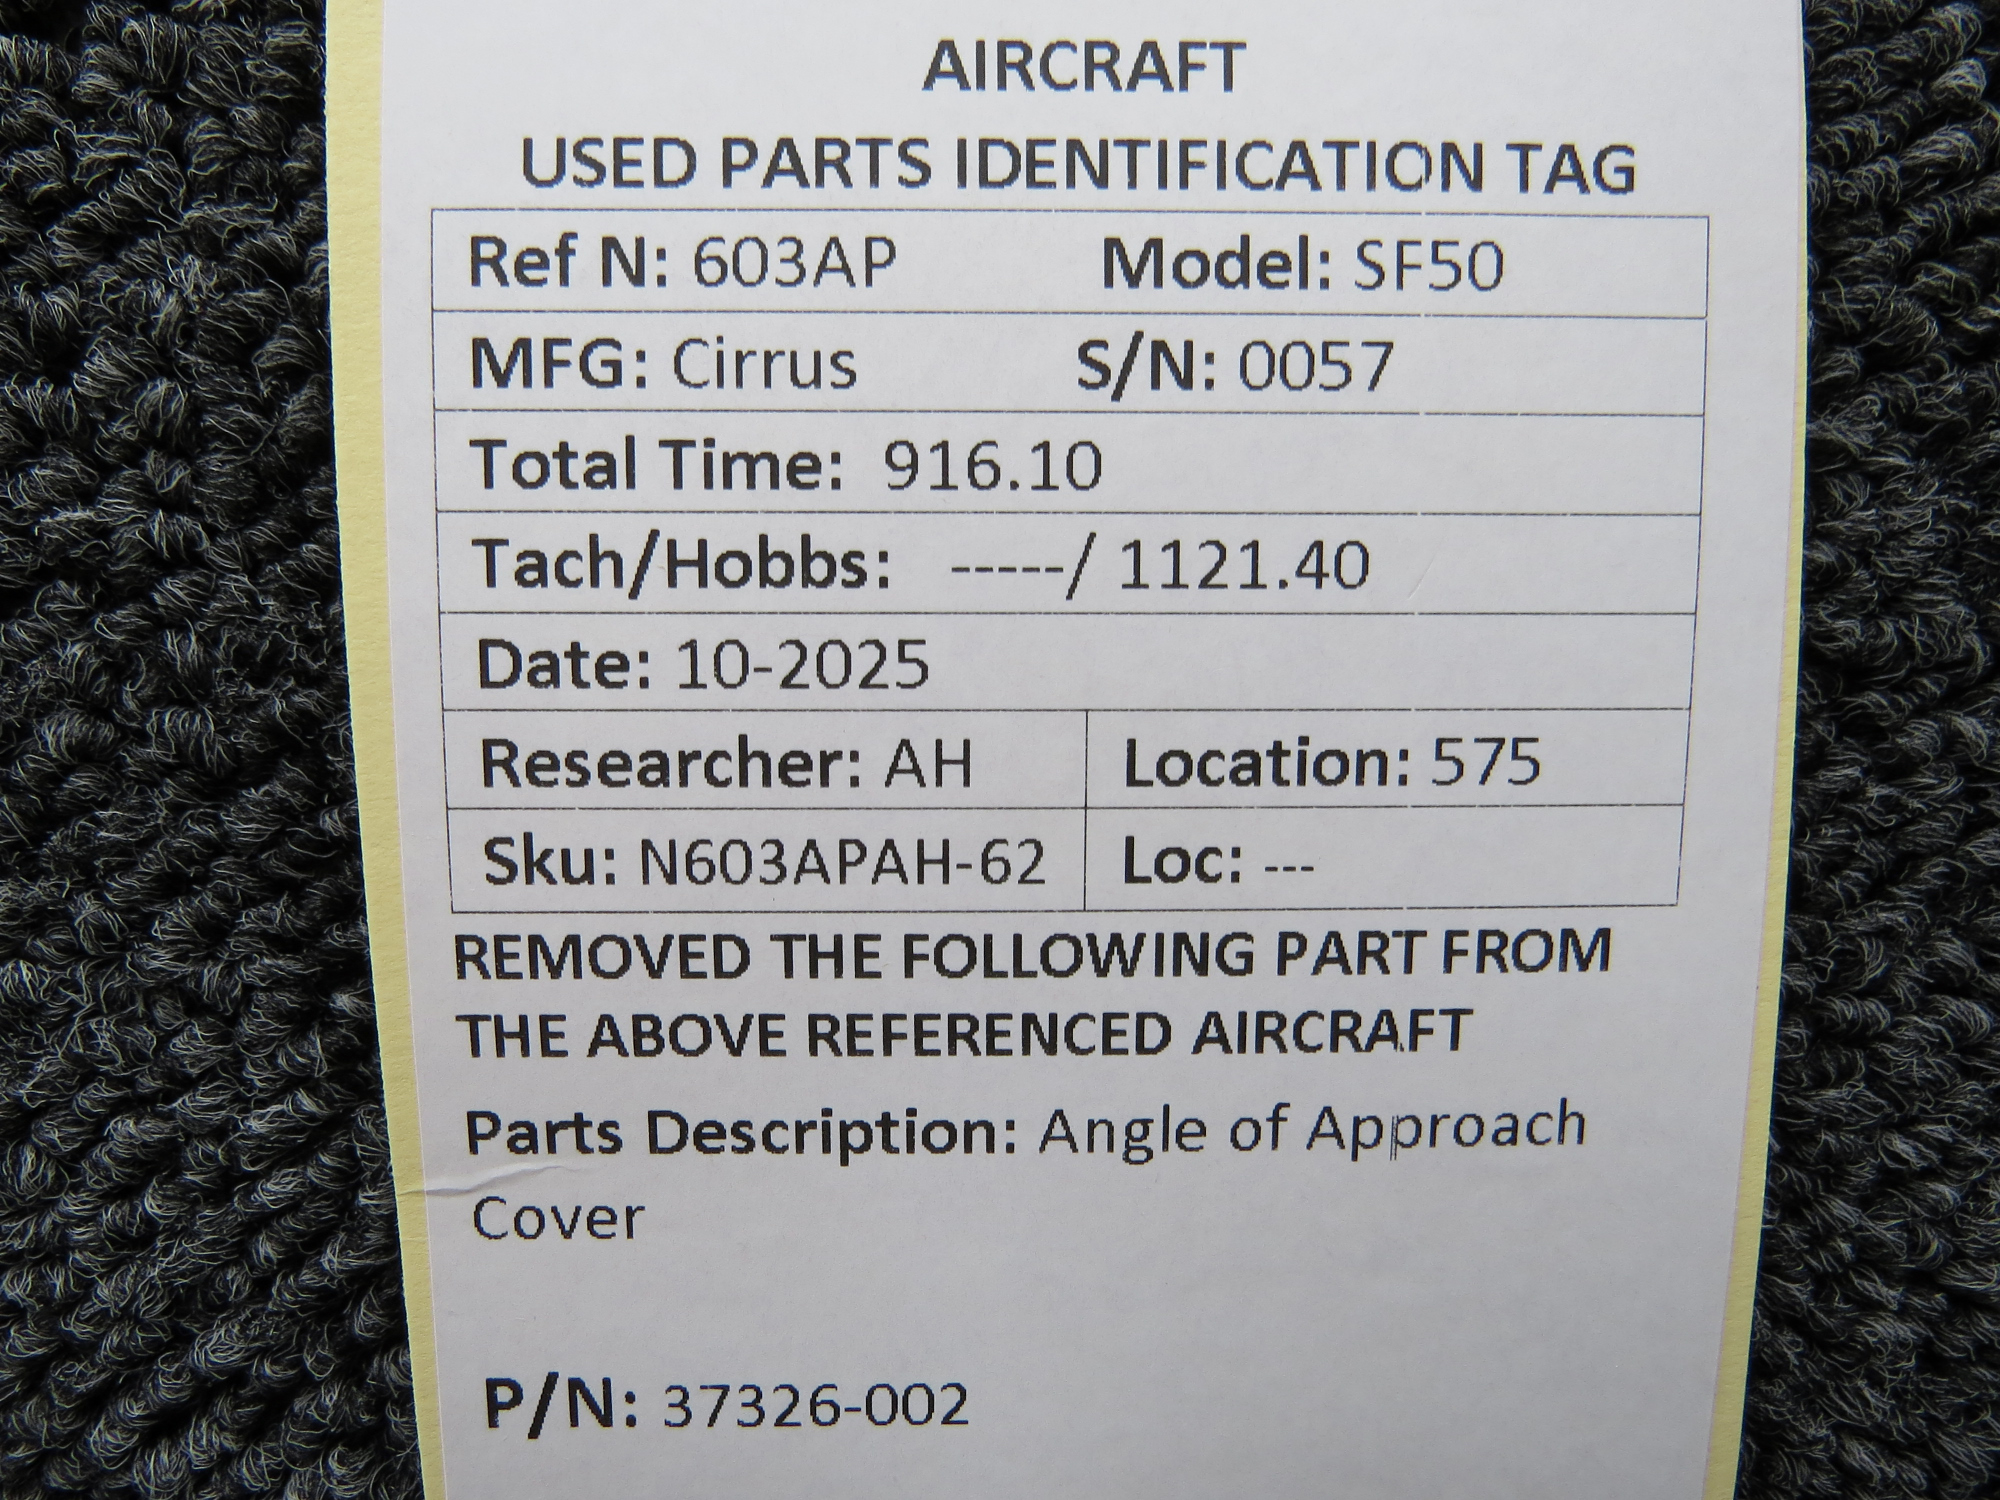 AIRCRAFT
USED PARTS IDENTIFICATION TAG
Ref N: 603AP Model: SF50
MFG: Cirrus S/N: 0057
Total Time: 916.10
Tach/Hobbs: -----/ 1121.40
Date: 10-2025
Researcher: AH Location: 575
Sku: N603APAH-62 Loc: ---
REMOVED THE FOLLOWING PART FROM
THE ABOVE REFERENCED AIRCRAFT
Parts Description: Angle of Approach
Cover
P/N: 37326-002